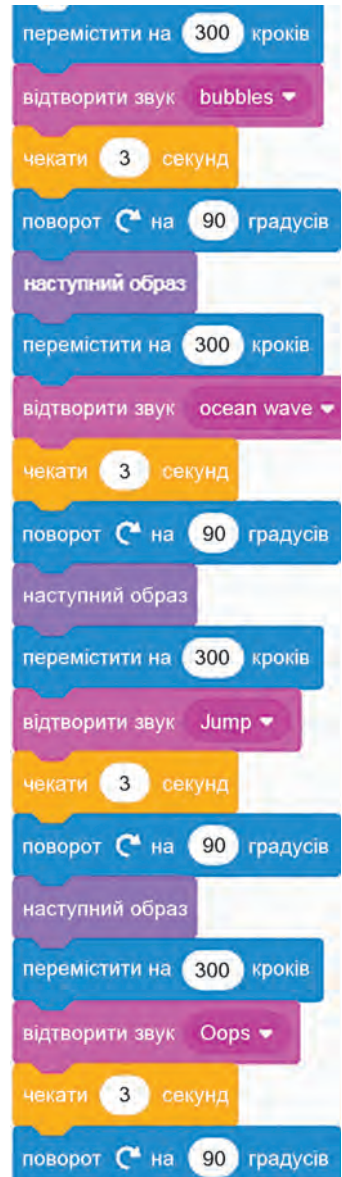 перемістити на 300 кроків
відтворити звук bubbles
чекати 3 секунд
поворот на 90 градусів
наступний образ
перемістити на 300 кроків
відтворити звук ocean wave
чекати 3 секунд
поворот на 90 градусів
наступний образ
перемістити на 300 кроків
відтворити звук Jump
чекати 3 секунд
поворот на 90 градусів
наступний образ
перемістити на 300 кроків
відтворити звук Oops
чекати 3 секунд
поворот на 90 градусів